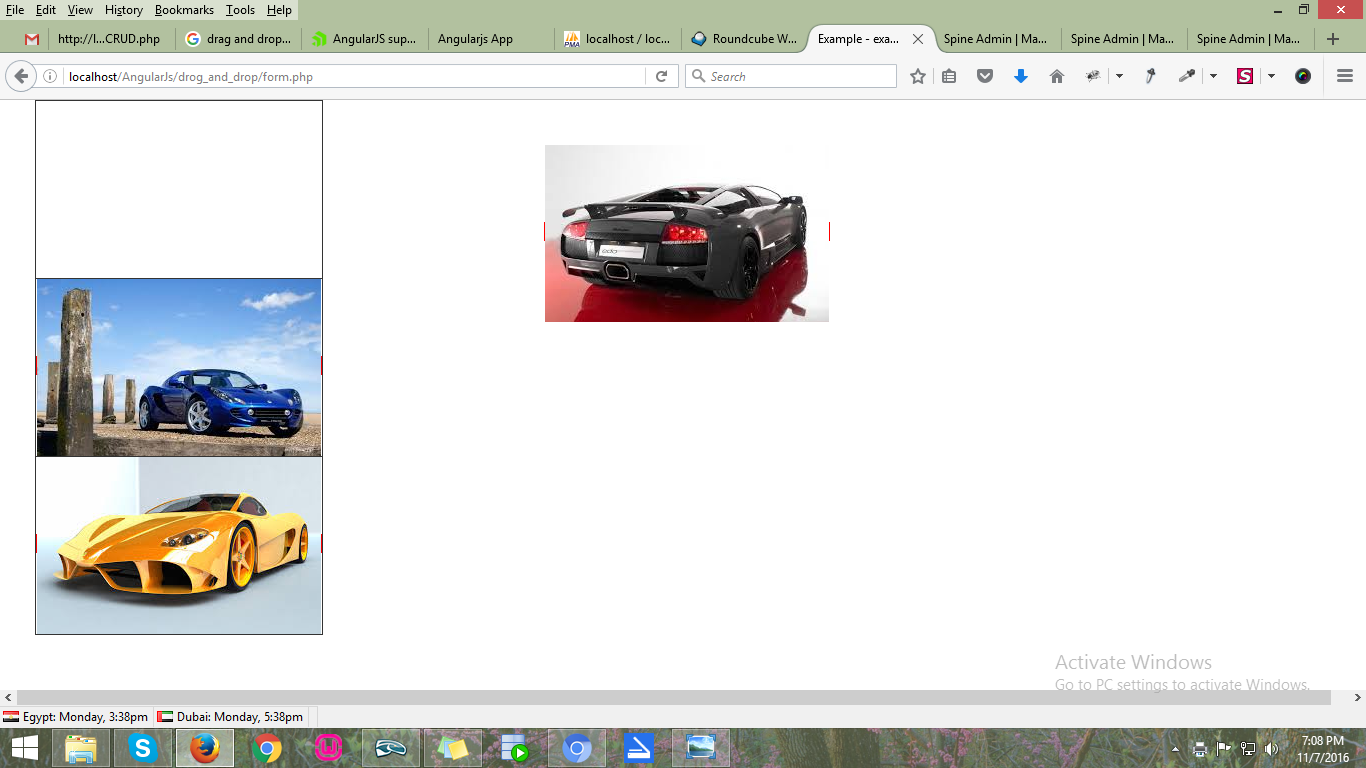 File Edit View History Bookmarks Tools Help
http://l...CRUD.php drag and drop... AngularJS sup... Angularjs App localhost / loc... Roundcube W... Example - exa... Spine Admin | Ma... Spine Admin | Ma... Spine Admin | Ma...
localhost/AngularJs/drog_and_drop/form.php Search
Activate Windows
Go to PC settings to activate Windows.
Egypt: Monday, 3:38pm Dubai: Monday, 5:38pm
7:08 PM
11/7/2016